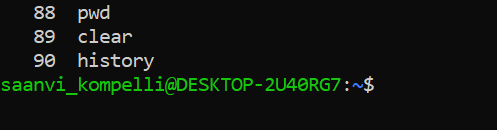 88  pwd
89  clear
90  history
saanvi_kompelli@DESKTOP-2U40RG7:~$